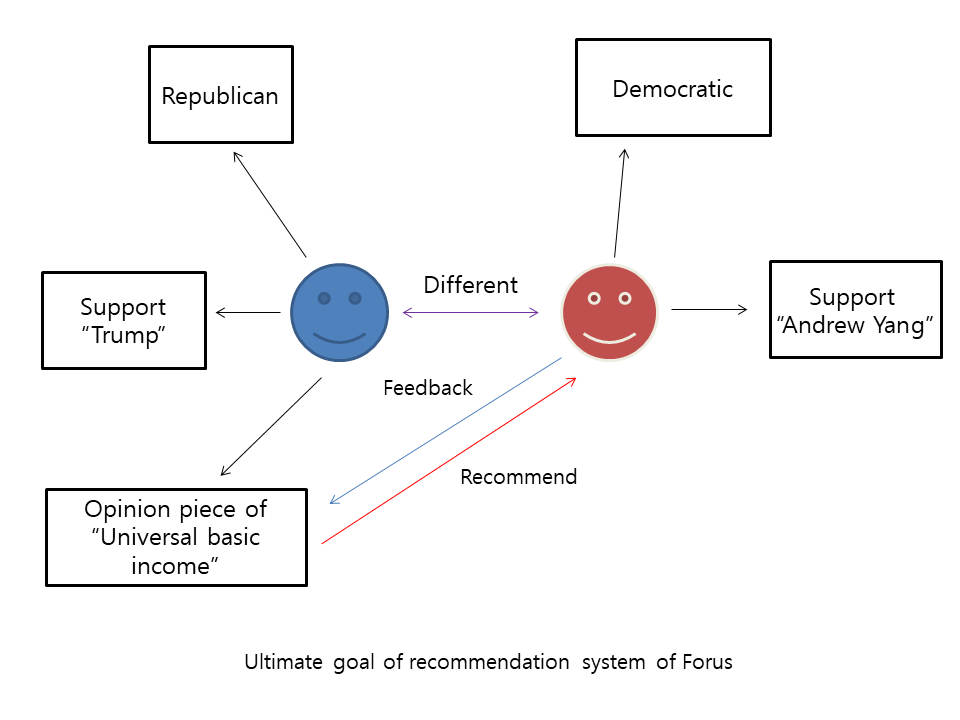 Republican
Democratic
Different
Support
“Trump“
Support
“Andrew Yang”
Feedback
Recommend
Opinion piece of
“Universal basic
income”
Ultimate goal of recommendation system of Forus